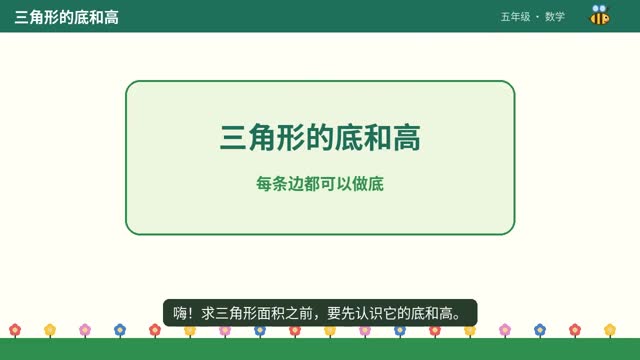 三角形的底和高
五年级 · 数学
三角形的底和高
每条边都可以做底
嗨！求三角形面积之前，要先认识它的底和高。